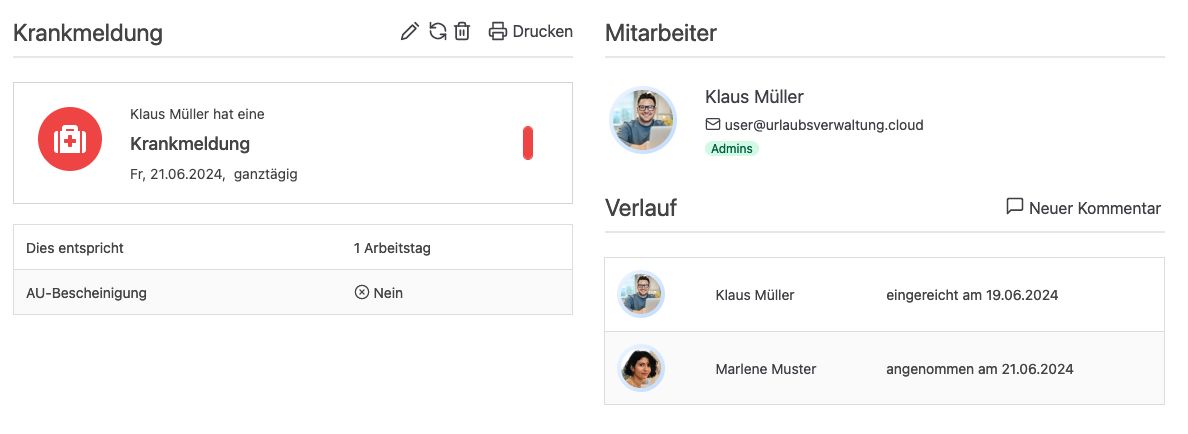 Krankmeldung
Drucken
Klaus Müller hat eine
Krankmeldung
Fr, 21.06.2024, ganztägig
Dies entspricht 1 Arbeitstag
AU-Bescheinigung Nein
Mitarbeiter
Klaus Müller
user@urlaubsverwaltung.cloud
Admins
Verlauf
Neuer Kommentar
Klaus Müller eingereicht am 19.06.2024
Marlene Muster angenommen am 21.06.2024